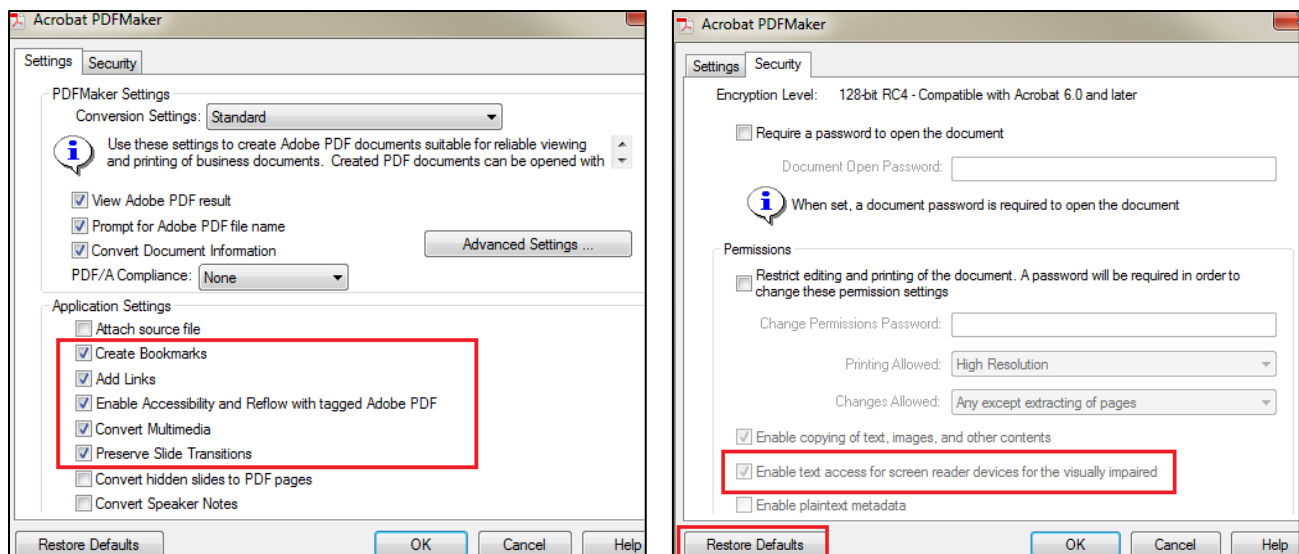 Acrobat PDFMaker
Settings Security
PDFMaker Settings
Conversion Settings: Standard
Use these settings to create Adobe PDF documents suitable for reliable viewing
and printing of business documents. Created PDF documents can be opened with
View Adobe PDF result
Prompt for Adobe PDF file name
Convert Document Information
Advanced Settings ...
PDF/A Compliance: None
Application Settings
Attach source file
Create Bookmarks
Add Links
Enable Accessibility and Reflow with tagged Adobe PDF
Convert Multimedia
Preserve Slide Transitions
Convert hidden slides to PDF pages
Convert Speaker Notes
Restore Defaults OK Cancel Help
Acrobat PDFMaker
Settings Security
Encryption Level: 128-bit RC4 - Compatible with Acrobat 6.0 and later
Require a password to open the document
Document Open Password:
When set, a document password is required to open the document
Permissions
Restrict editing and printing of the document. A password will be required in order to
change these permission settings
Change Permissions Password:
Printing Allowed: High Resolution
Changes Allowed: Any except extracting of pages
Enable copying of text, images, and other contents
Enable text access for screen reader devices for the visually impaired
Enable plaintext metadata
Restore Defaults OK Cancel Help